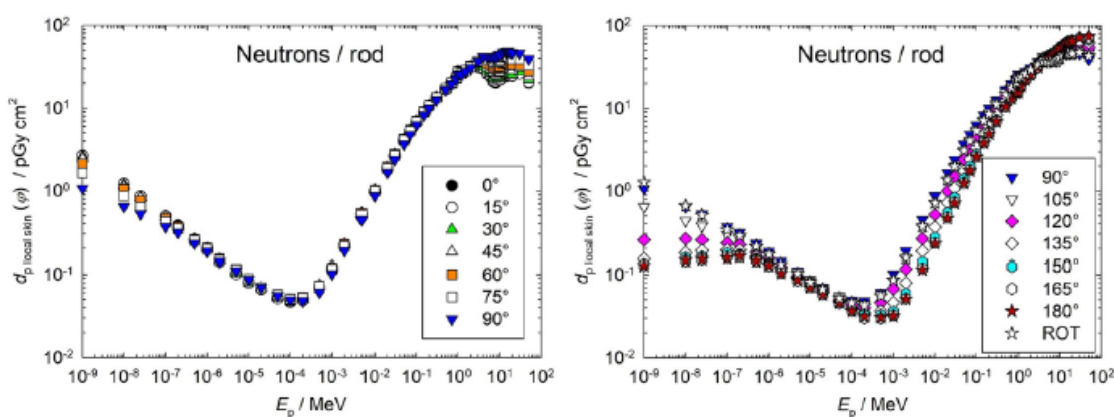 Neutrons / rod
d_p local skin (φ) / pGy cm²
10²
10¹
10⁰
10⁻¹
10⁻²
0°
15°
30°
45°
60°
75°
90°
10⁻⁹ 10⁻⁸ 10⁻⁷ 10⁻⁶ 10⁻⁵ 10⁻⁴ 10⁻³ 10⁻² 10⁻¹ 10⁰ 10¹ 10²
E_p / MeV
Neutrons / rod
d_p local skin (φ) / pGy cm²
10²
10¹
10⁰
10⁻¹
10⁻²
90°
105°
120°
135°
150°
165°
180°
ROT
10⁻⁹ 10⁻⁸ 10⁻⁷ 10⁻⁶ 10⁻⁵ 10⁻⁴ 10⁻³ 10⁻² 10⁻¹ 10⁰ 10¹ 10²
E_p / MeV